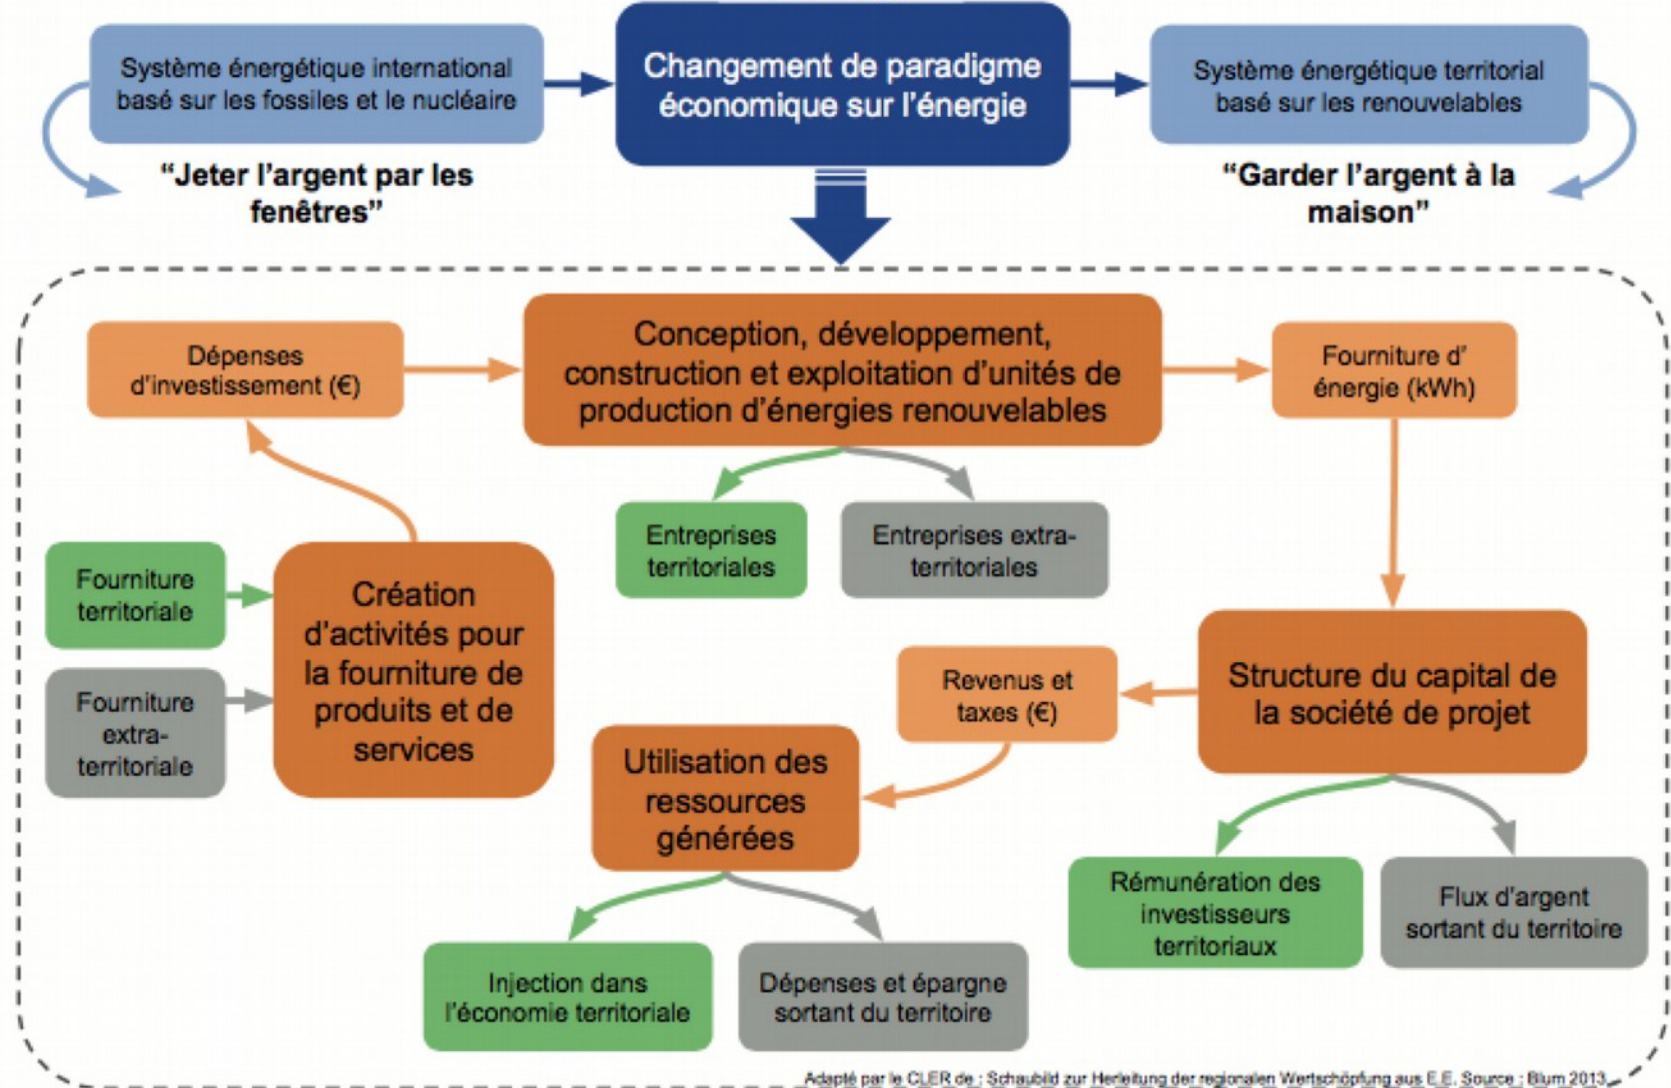 Système énergétique international
basé sur les fossiles et le nucléaire
Changement de paradigme
économique sur l'énergie
Système énergétique territorial
basé sur les renouvelables
“Jeter l'argent par les
fenêtres”
“Garder l'argent à la
maison”
Dépenses
d'investissement (€)
Conception, développement,
construction et exploitation d'unités de
production d'énergies renouvelables
Fourniture d'
énergie (kWh)
Entreprises
territoriales
Entreprises extra-
territoriales
Fourniture
territoriale
Fourniture
extra-
territoriale
Création
d'activités pour
la fourniture de
produits et de
services
Revenus et
taxes (€)
Structure du capital de
la société de projet
Utilisation des
ressources
générées
Rémunération des
investisseurs
territoriaux
Flux d'argent
sortant du territoire
Injection dans
l'économie territoriale
Dépenses et épargne
sortant du territoire
Adapté par le CLER de : Schaubild zur Herleitung der regionalen Wertschöpfung aus E.E. Source : Blum 2013